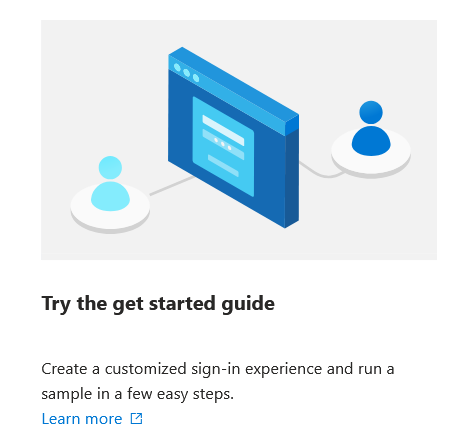 Try the get started guide
Create a customized sign-in experience and run a
sample in a few easy steps.
Learn more